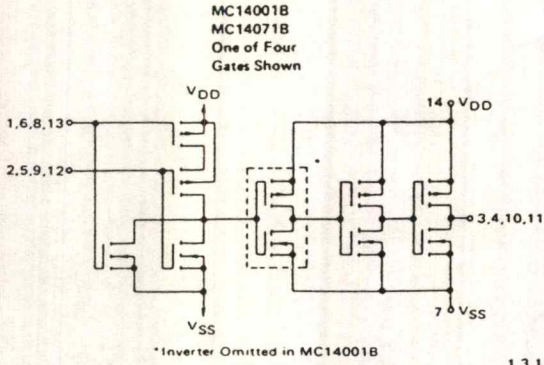 MC14001B
MC14071B
One of Four
Gates Shown
VDD
14 VDD
1,6,8,13
2,5,9,12
*
3,4,10,11
VSS
7 VSS
*Inverter Omitted in MC14001B